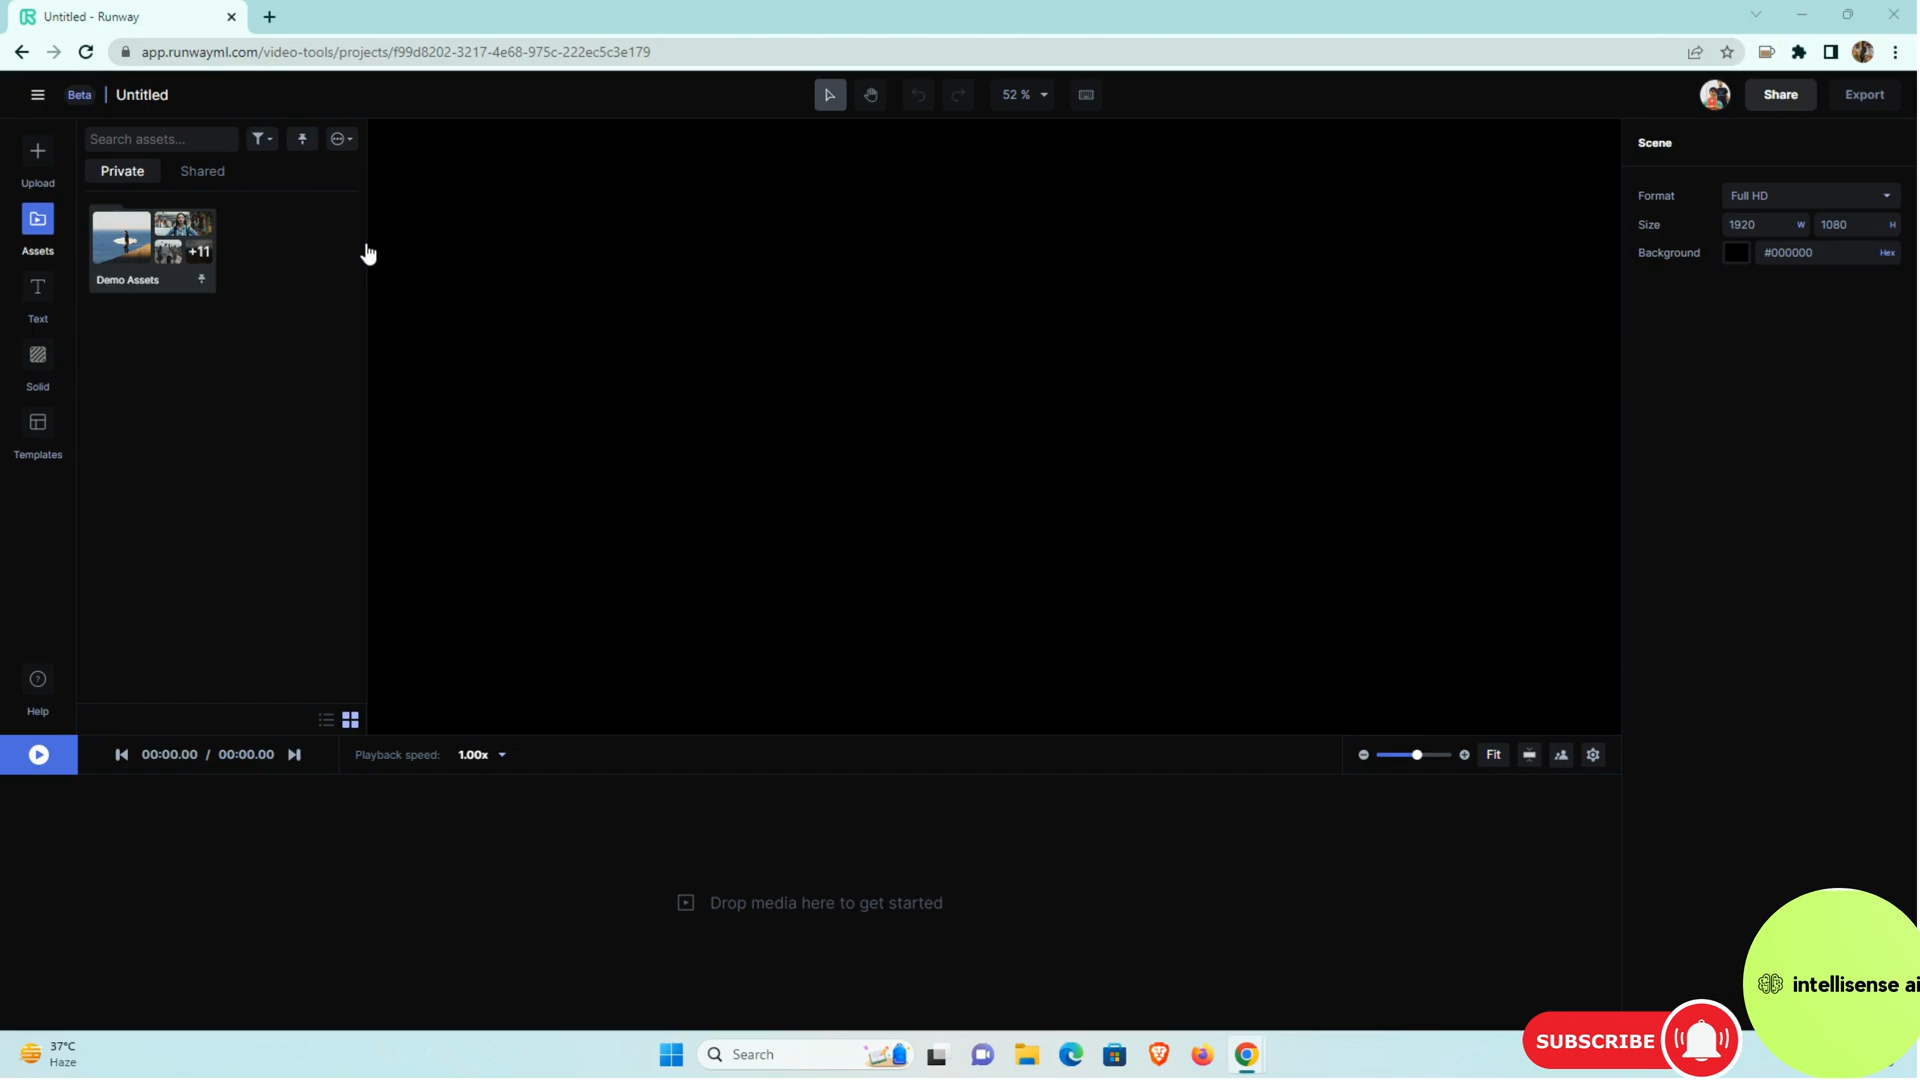 Untitled - Runway
app.runwayml.com/video-tools/projects/f99d8202-3217-4e68-975c-222ec5c3e179
Beta | Untitled
52 %
Share
Export
Search assets...
Private
Shared
Upload
Assets
Text
Solid
Templates
Help
+11
Demo Assets
Scene
Format
Full HD
Size
1920 W
1080 H
Background
#000000 Hex
00:00.00 / 00:00.00
Playback speed: 1.00x
Fit
Drop media here to get started
intellisense ai
SUBSCRIBE
37°C
Haze
Search